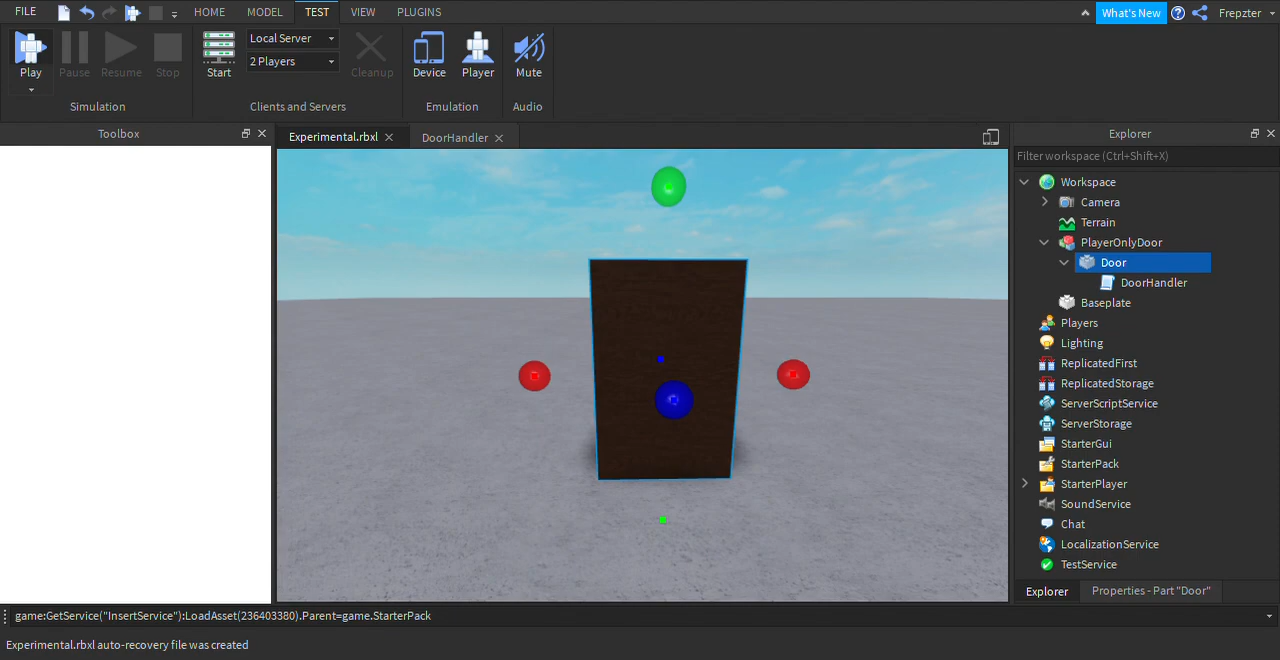 FILE HOME MODEL TEST VIEW PLUGINS What's New Frepzter
Play Pause Resume Stop Start Local Server 2 Players Cleanup Device Player Mute
Simulation Clients and Servers Emulation Audio
Toolbox
Experimental.rbxl DoorHandler
Explorer
Filter workspace (Ctrl+Shift+X)
Workspace
Camera
Terrain
PlayerOnlyDoor
Door
DoorHandler
Baseplate
Players
Lighting
ReplicatedFirst
ReplicatedStorage
ServerScriptService
ServerStorage
StarterGui
StarterPack
StarterPlayer
SoundService
Chat
LocalizationService
TestService
Explorer Properties - Part "Door"
game:GetService("InsertService"):LoadAsset(236403380).Parent=game.StarterPack
Experimental.rbxl auto-recovery file was created